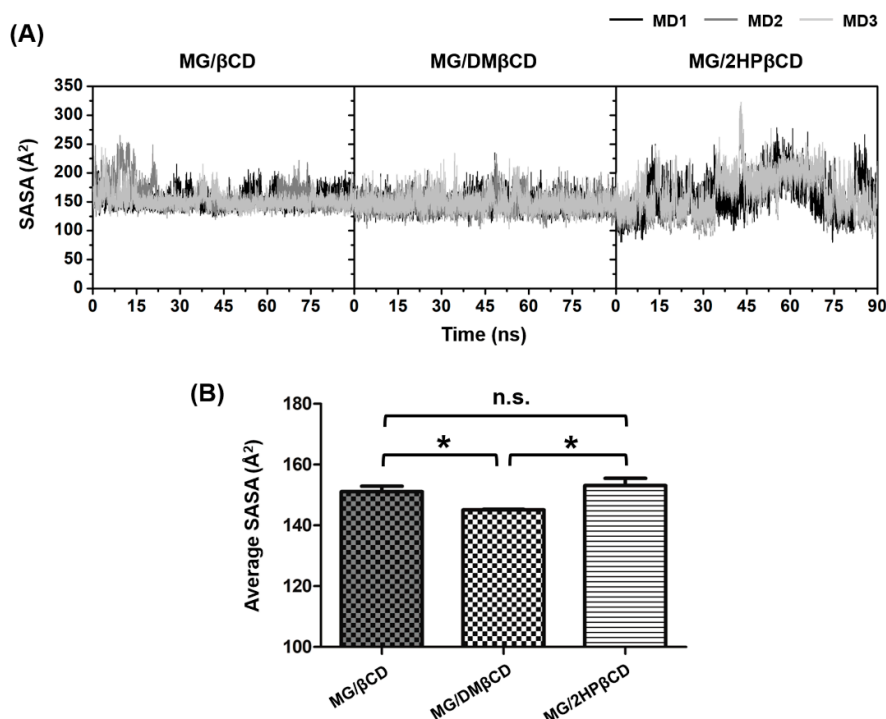 MD1 MD2 MD3
(A)
MG/βCD MG/DMβCD MG/2HPβCD
SASA (Å²)
350
300
250
200
150
100
50
0
0 15 30 45 60 75 0 15 30 45 60 75 0 15 30 45 60 75 90
Time (ns)
(B)
Average SASA (Å²)
180
160
140
120
100
n.s.
* *
MG/βCD MG/DMβCD MG/2HPβCD